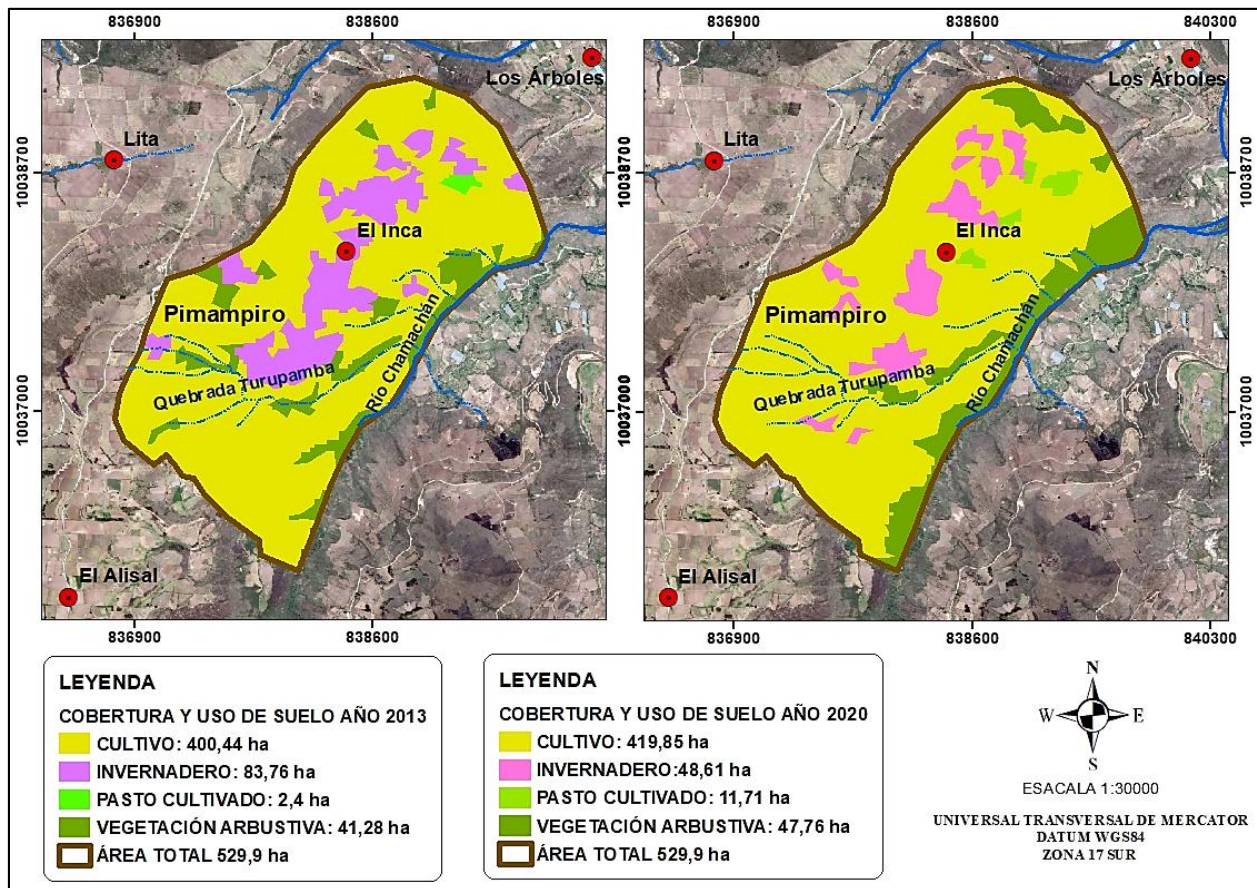 836900
838600
836900
838600
840300
Los Árboles
Lita
10038700
El Inca
Pimampiro
Río Chamachán
Quebrada Turupamba
10037000
El Alisal
836900
838600
Los Árboles
Lita
10038700
El Inca
Pimampiro
Río Chamachán
Quebrada Turupamba
10037000
El Alisal
836900
838600
840300
LEYENDA
COBERTURA Y USO DE SUELO AÑO 2013
CULTIVO: 400,44 ha
INVERNADERO: 83,76 ha
PASTO CULTIVADO: 2,4 ha
VEGETACIÓN ARBUSTIVA: 41,28 ha
ÁREA TOTAL 529,9 ha
LEYENDA
COBERTURA Y USO DE SUELO AÑO 2020
CULTIVO: 419,85 ha
INVERNADERO:48,61 ha
PASTO CULTIVADO: 11,71 ha
VEGETACIÓN ARBUSTIVA: 47,76 ha
ÁREA TOTAL 529,9 ha
N
W E
S
ESACALA 1:30000
UNIVERSAL TRANSVERSAL DE MERCATOR
DATUM WGS84
ZONA 17 SUR